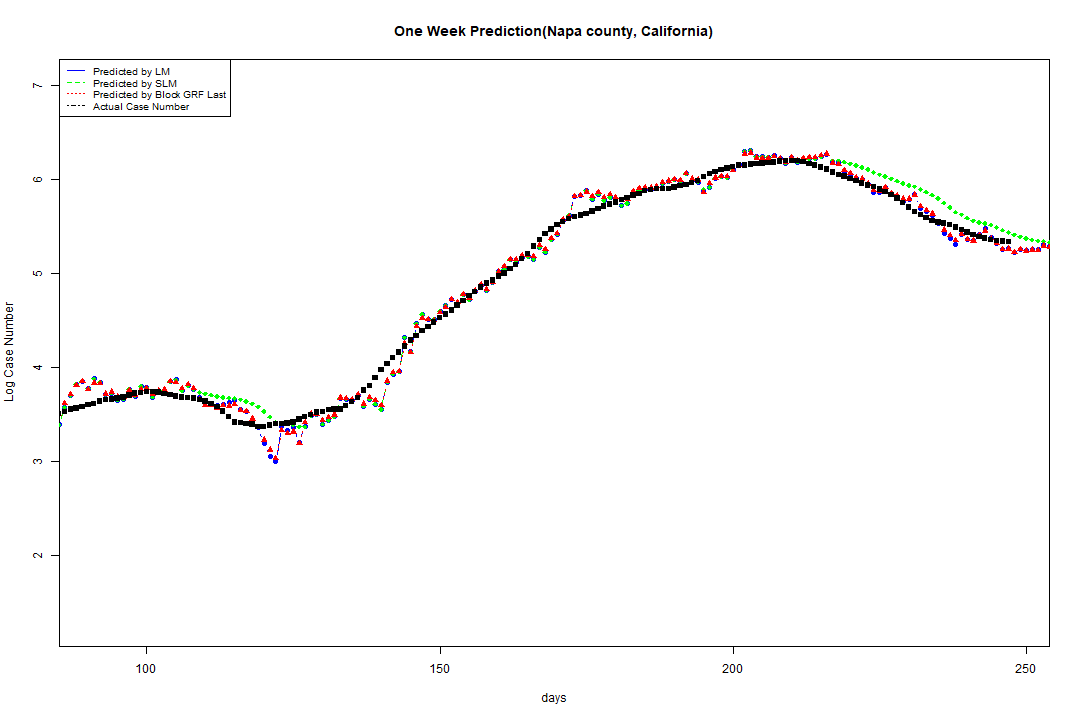 One Week Prediction(Napa county, California)
Predicted by LM
Predicted by SLM
Predicted by Block GRF Last
Actual Case Number
7
6
5
4
3
2
Log Case Number
100 150 200 250
days